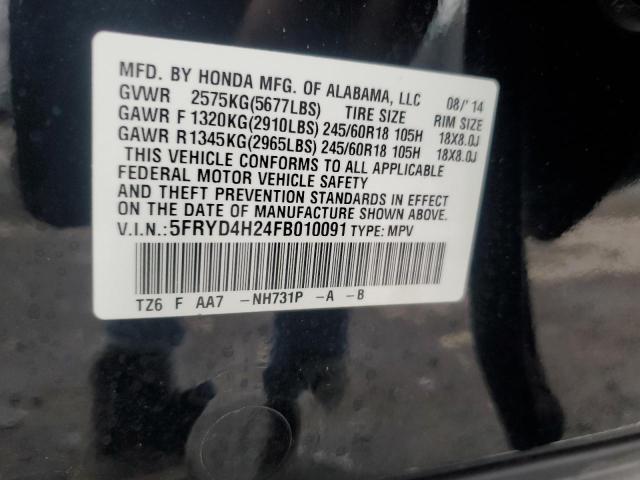 MFD. BY HONDA MFG. OF ALABAMA, LLC 08/'14
GVWR 2575KG(5677LBS) TIRE SIZE RIM SIZE
GAWR F 1320KG(2910LBS) 245/60R18 105H 18X8.0J
GAWR R1345KG(2965LBS) 245/60R18 105H 18X8.0J
THIS VEHICLE CONFORMS TO ALL APPLICABLE
FEDERAL MOTOR VEHICLE SAFETY
AND THEFT PREVENTION STANDARDS IN EFFECT
ON THE DATE OF MANUFACTURE SHOWN ABOVE.
V.I.N.:5FRYD4H24FB010091 TYPE: MPV
TZ6 F AA7 -NH731P -A -B